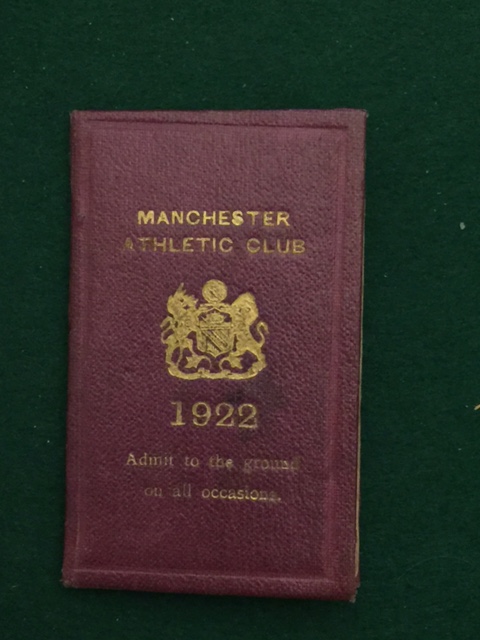 MANCHESTER
ATHLETIC CLUB
1922
Admit to the ground
on all occasions.